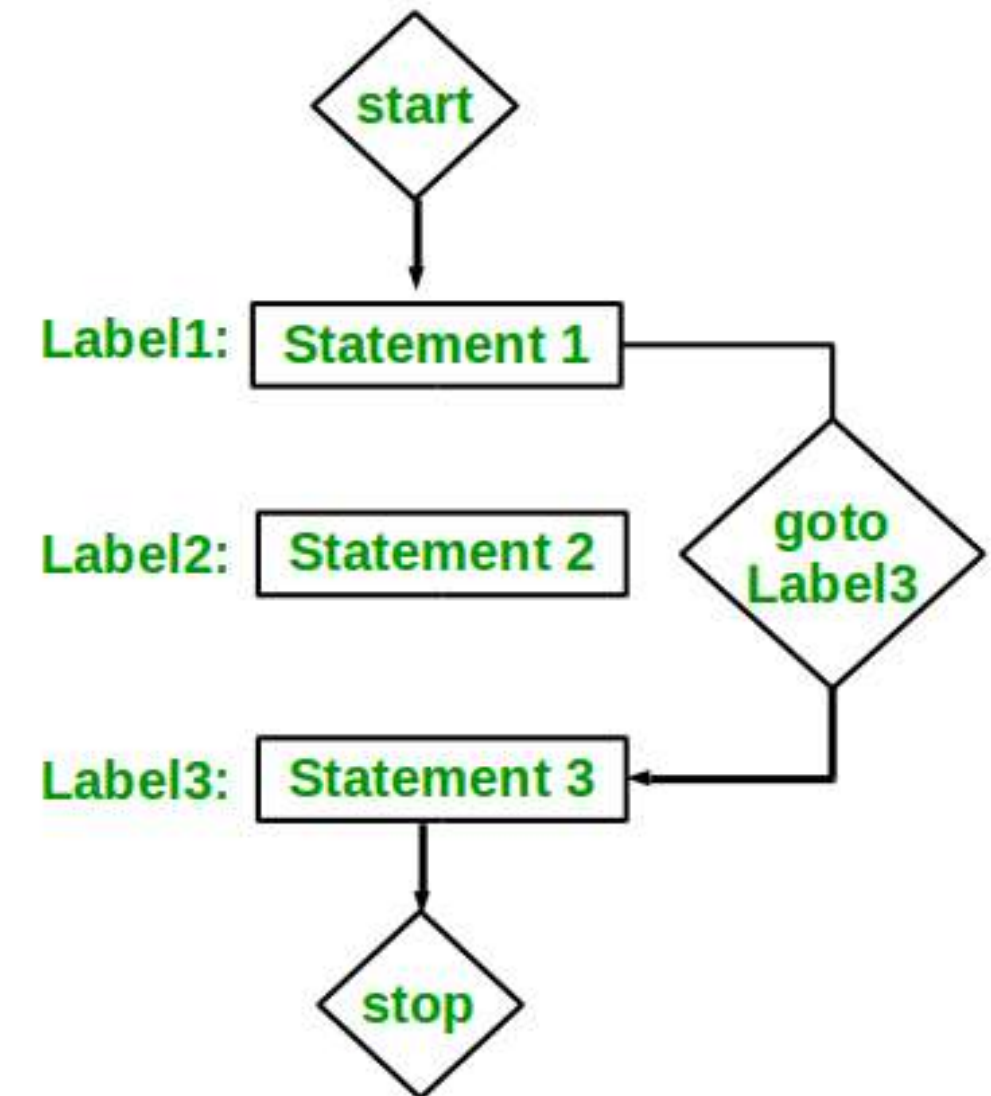 start
Label1: Statement 1
goto
Label3
Label2: Statement 2
Label3: Statement 3
stop